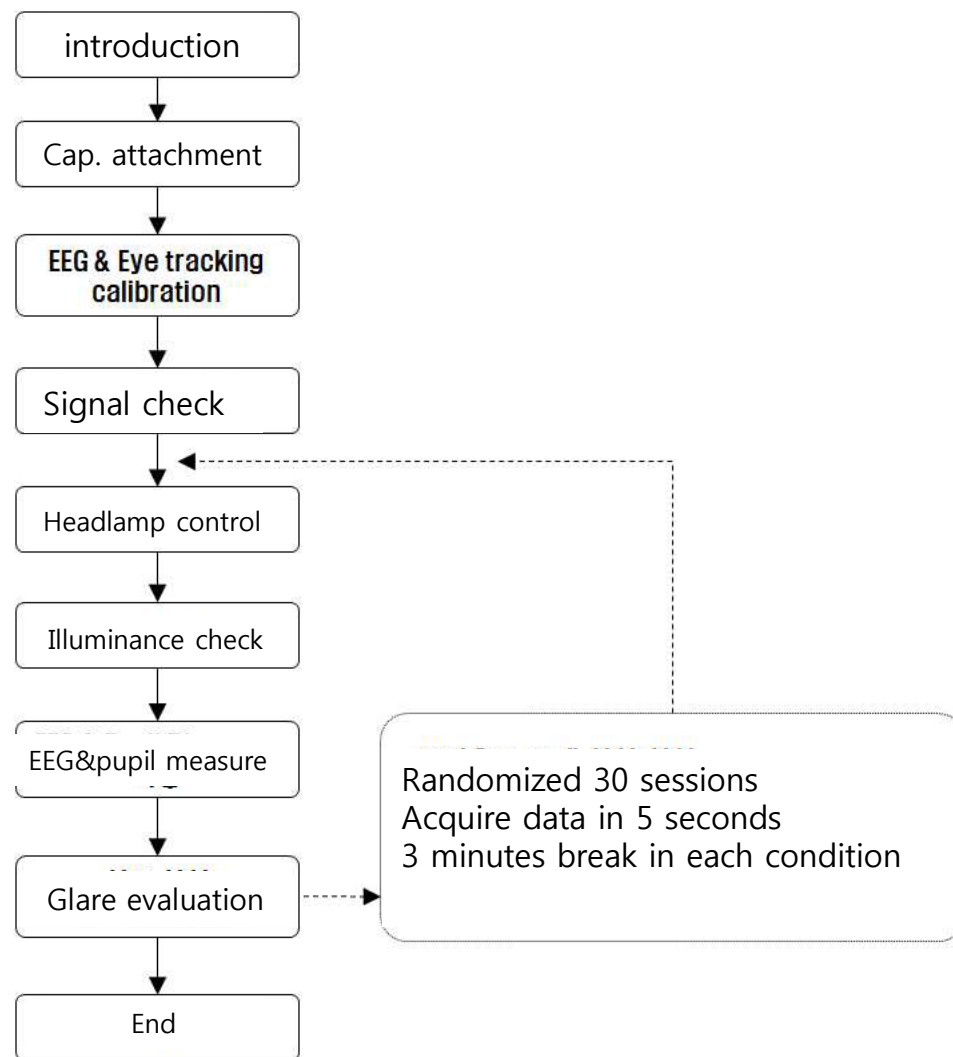 introduction
Cap. attachment
EEG & Eye tracking
calibration
Signal check
Headlamp control
Illuminance check
EEG&pupil measure
Randomized 30 sessions
Acquire data in 5 seconds
3 minutes break in each condition
Glare evaluation
End